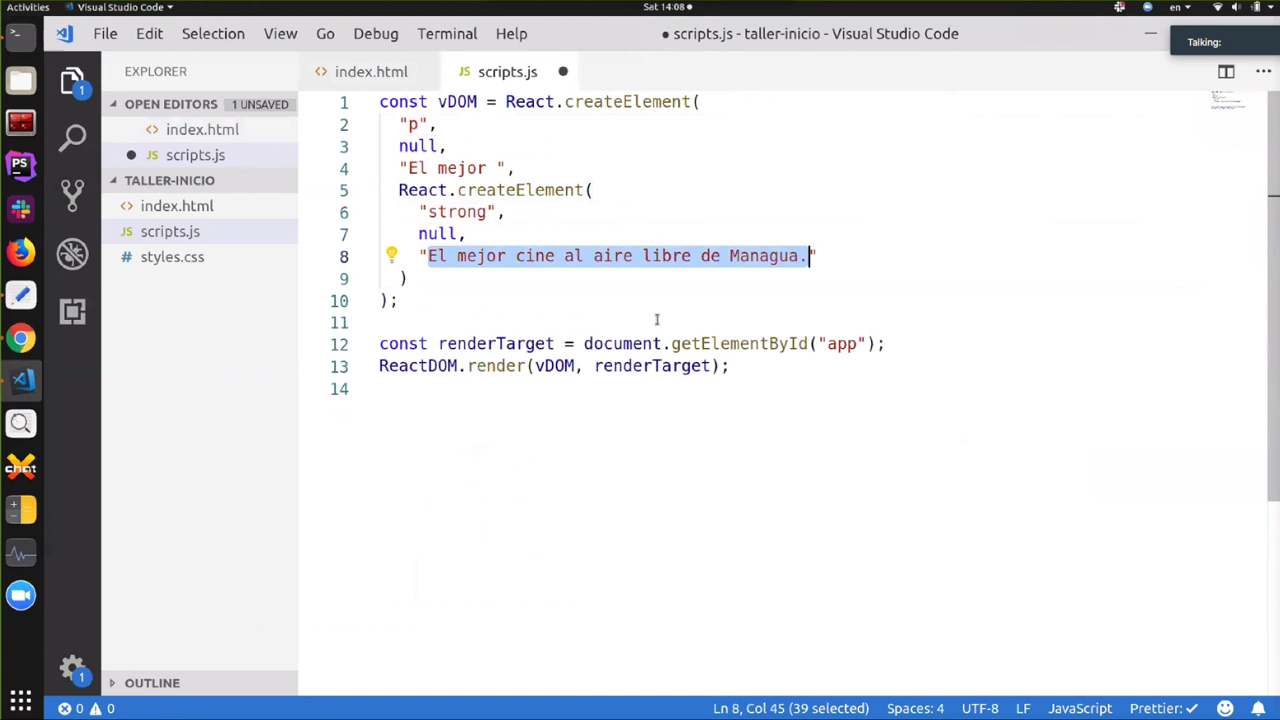 Activities
Visual Studio Code
Sat 14:08
en
File Edit Selection View Go Debug Terminal Help
● scripts.js - taller-inicio - Visual Studio Code
Talking:
EXPLORER
index.html
JS scripts.js
OPEN EDITORS 1 UNSAVED
index.html
JS scripts.js
TALLER-INICIO
index.html
scripts.js
styles.css
OUTLINE
1
1
PS
chat
1 const vDOM = React.createElement(
2 "p",
3 null,
4 "El mejor ",
5 React.createElement(
6 "strong",
7 null,
8 "El mejor cine al aire libre de Managua."
9 )
10 );
11
12 const renderTarget = document.getElementById("app");
13 ReactDOM.render(vDOM, renderTarget);
14
0 0 Ln 8, Col 45 (39 selected) Spaces: 4 UTF-8 LF JavaScript Prettier: ✓